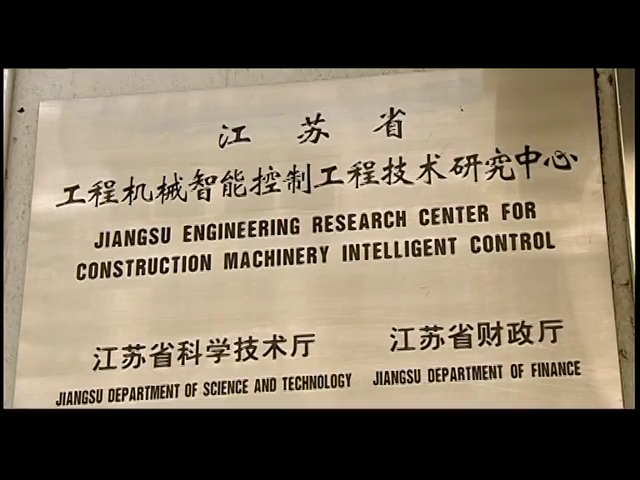 江苏省
工程机械智能控制工程技术研究中心
JIANGSU ENGINEERING RESEARCH CENTER FOR
CONSTRUCTION MACHINERY INTELLIGENT CONTROL
江苏省科学技术厅 江苏省财政厅
JIANGSU DEPARTMENT OF SCIENCE AND TECHNOLOGY JIANGSU DEPARTMENT OF FINANCE